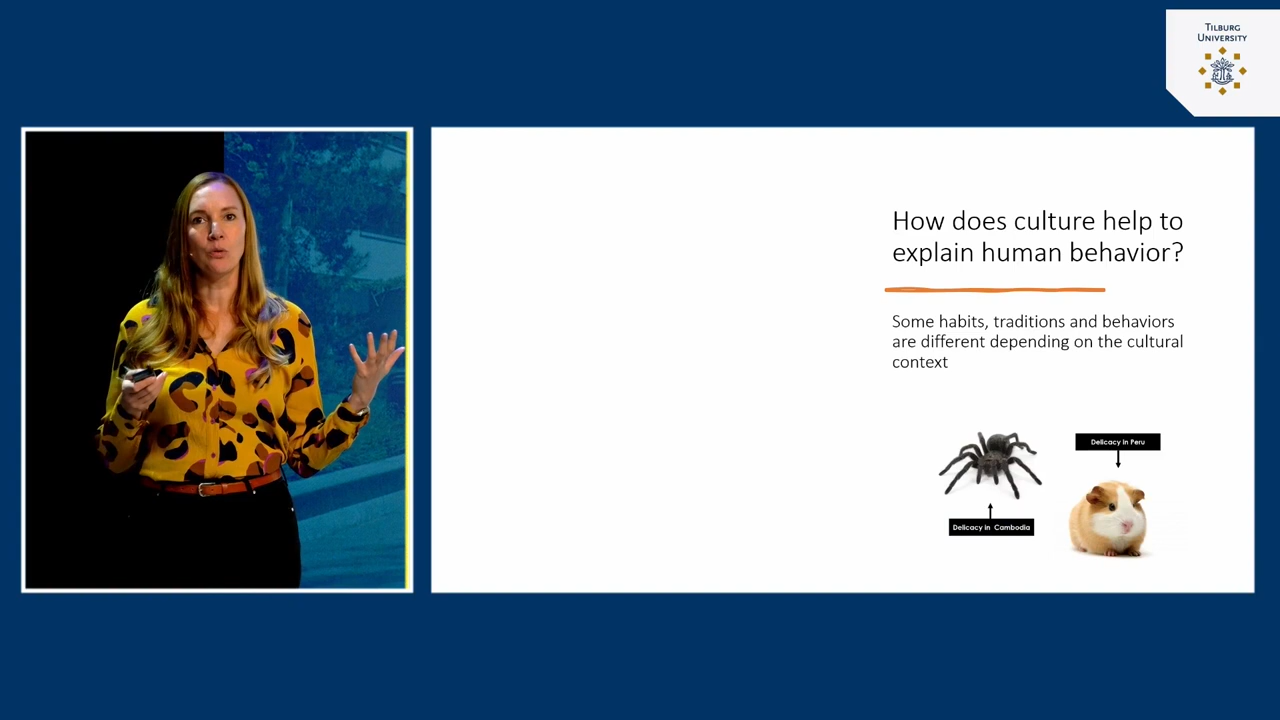 TILBURG
UNIVERSITY
How does culture help to
explain human behavior?
Some habits, traditions and behaviors
are different depending on the cultural
context
Delicacy in Peru
Delicacy in Cambodia